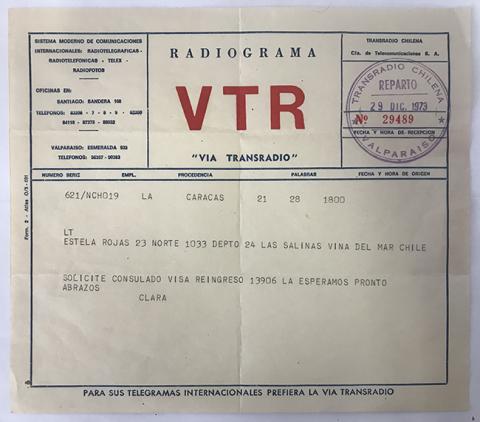 SISTEMA MODERNO DE COMUNICACIONES
INTERNACIONALES: RADIOTELEGRAFICAS -
RADIOTELEFONICAS - TELEX -
RADIOFOTOS
OFICINAS EN:
SANTIAGO: BANDERA 168
TELEFONOS:
VALPARAISO: ESMERALDA 932
TELEFONOS:
RADIOGRAMA
VTR
"VIA TRANSRADIO"
TRANSRADIO CHILENA
Cía. de Telecomunicaciones S. A.
TRANSRADIO CHILENA
REPARTO
29 DIC. 1973
Nº 29489
VALPARAISO
FECHA Y HORA DE RECEPCION
NUMERO SERIE EMPL. PROCEDENCIA PALABRAS FECHA Y HORA DE ORIGEN
621/NCH019 LA CARACAS 21 28 1800
LT
ESTELA ROJAS 23 NORTE 1033 DEPTO 24 LAS SALINAS VINA DEL MAR CHILE
SOLICITE CONSULADO VISA REINGRESO 13906 LA ESPERAMOS PRONTO
ABRAZOS
CLARA
PARA SUS TELEGRAMAS INTERNACIONALES PREFIERA LA VIA TRANSRADIO